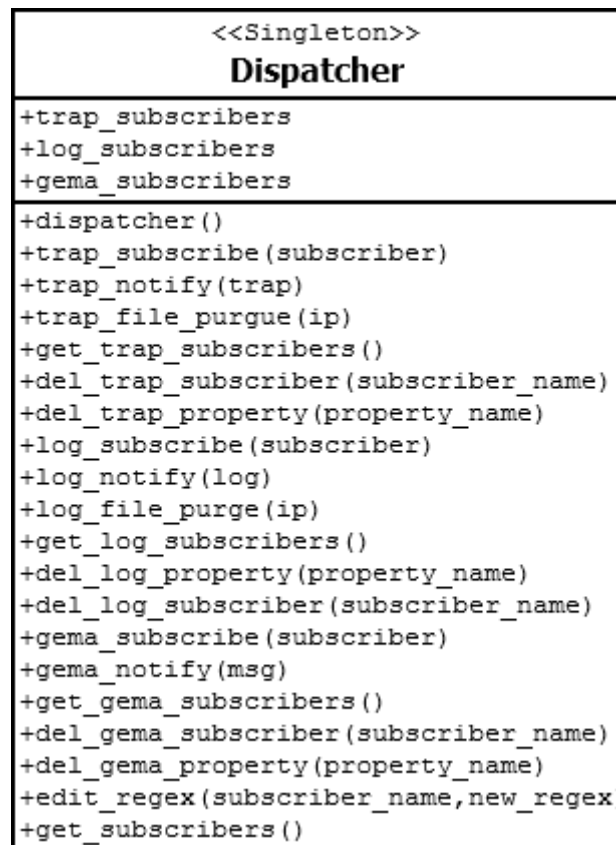 <<Singleton>>
Dispatcher
+trap_subscribers
+log_subscribers
+gema_subscribers
+dispatcher()
+trap_subscribe(subscriber)
+trap_notify(trap)
+trap_file_purgue(ip)
+get_trap_subscribers()
+del_trap_subscriber(subscriber_name)
+del_trap_property(property_name)
+log_subscribe(subscriber)
+log_notify(log)
+log_file_purge(ip)
+get_log_subscribers()
+del_log_property(property_name)
+del_log_subscriber(subscriber_name)
+gema_subscribe(subscriber)
+gema_notify(msg)
+get_gema_subscribers()
+del_gema_subscriber(subscriber_name)
+del_gema_property(property_name)
+edit_regex(subscriber_name,new_regex)
+get_subscribers()